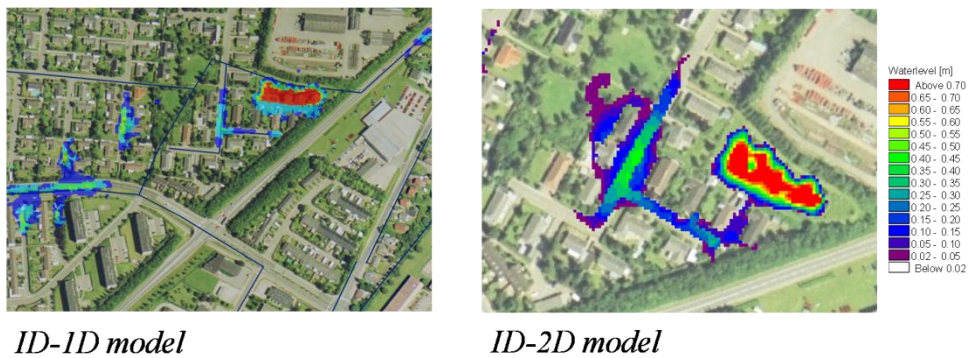 Waterlevel [m]
Above 0.70
0.65 - 0.70
0.60 - 0.65
0.55 - 0.60
0.50 - 0.55
0.45 - 0.50
0.40 - 0.45
0.35 - 0.40
0.30 - 0.35
0.25 - 0.30
0.20 - 0.25
0.15 - 0.20
0.10 - 0.15
0.05 - 0.10
0.02 - 0.05
Below 0.02
ID-1D model
ID-2D model